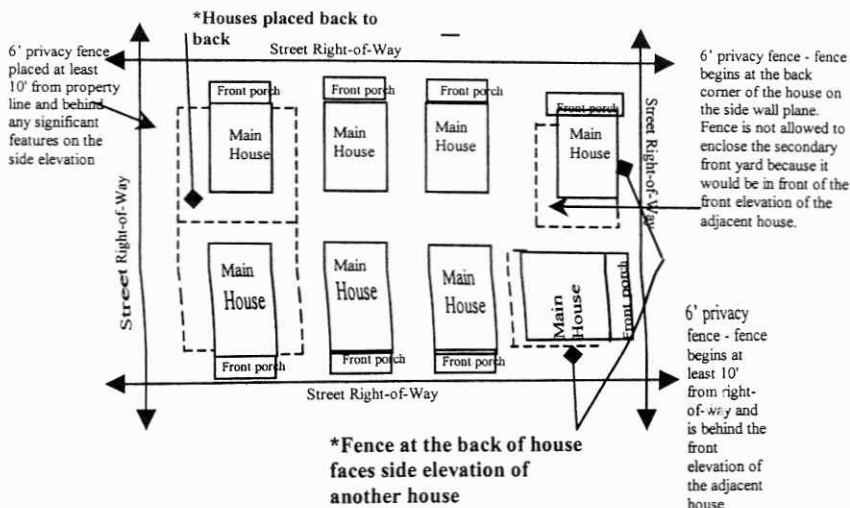 *Houses placed back to
back
Street Right-of-Way
6' privacy fence
placed at least
10' from property
line and behind
any significant
features on the
side elevation
6' privacy fence - fence
begins at the back
corner of the house on
the side wall plane.
Fence is not allowed to
enclose the secondary
front yard because it
would be in front of the
front elevation of the
adjacent house.
Front porch
Front porch
Front porch
Front porch
Main
House
Main
House
Main
House
Main
House
Street Right-of-Way
Street Right-of-Way
Main
House
Main
House
Main
House
Main
House
Front porch
Front porch
Front porch
Front porch
Street Right-of-Way
6' privacy
fence - fence
begins at
least 10'
from right-
of-way and
is behind the
front
elevation of
the adjacent
house
*Fence at the back of house
faces side elevation of
another house